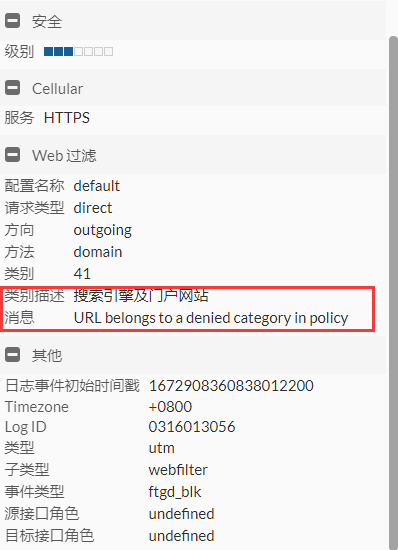 安全
级别
Cellular
服务 HTTPS
Web 过滤
配置名称 default
请求类型 direct
方向 outgoing
方法 domain
类别 41
类别描述 搜索引擎及门户网站
消息 URL belongs to a denied category in policy
其他
日志事件初始时间戳 1672908360838012200
Timezone +0800
Log ID 0316013056
类型 utm
子类型 webfilter
事件类型 ftgd_blk
源接口角色 undefined
目标接口角色 undefined